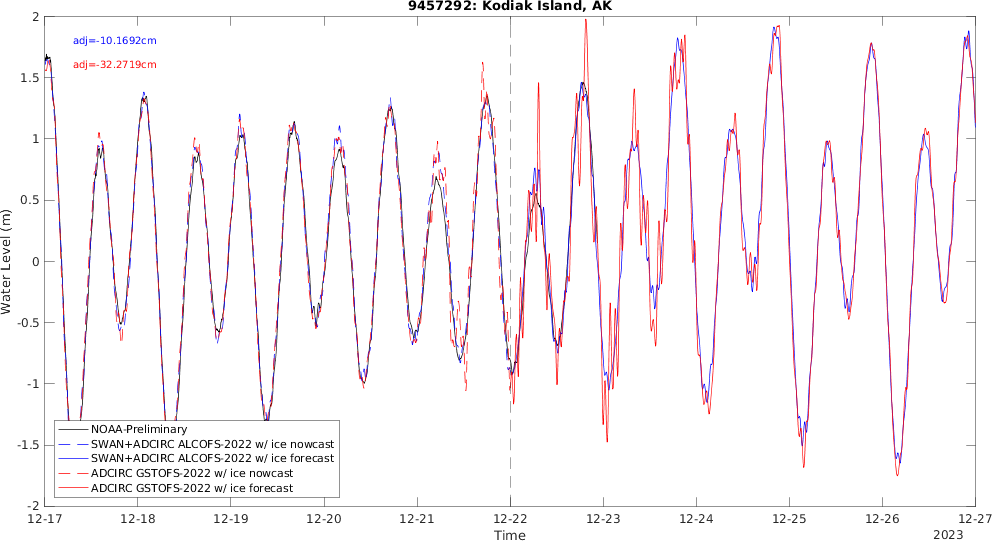 9457292: Kodiak Island, AK
adj=-10.1692cm
adj=-32.2719cm
Water Level (m)
2
1.5
1
0.5
0
-0.5
-1
-1.5
-2
NOAA-Preliminary
SWAN+ADCIRC ALCOFS-2022 w/ ice nowcast
SWAN+ADCIRC ALCOFS-2022 w/ ice forecast
ADCIRC GSTOFS-2022 w/ ice nowcast
ADCIRC GSTOFS-2022 w/ ice forecast
12-17 12-18 12-19 12-20 12-21 12-22 12-23 12-24 12-25 12-26 12-27
Time
2023